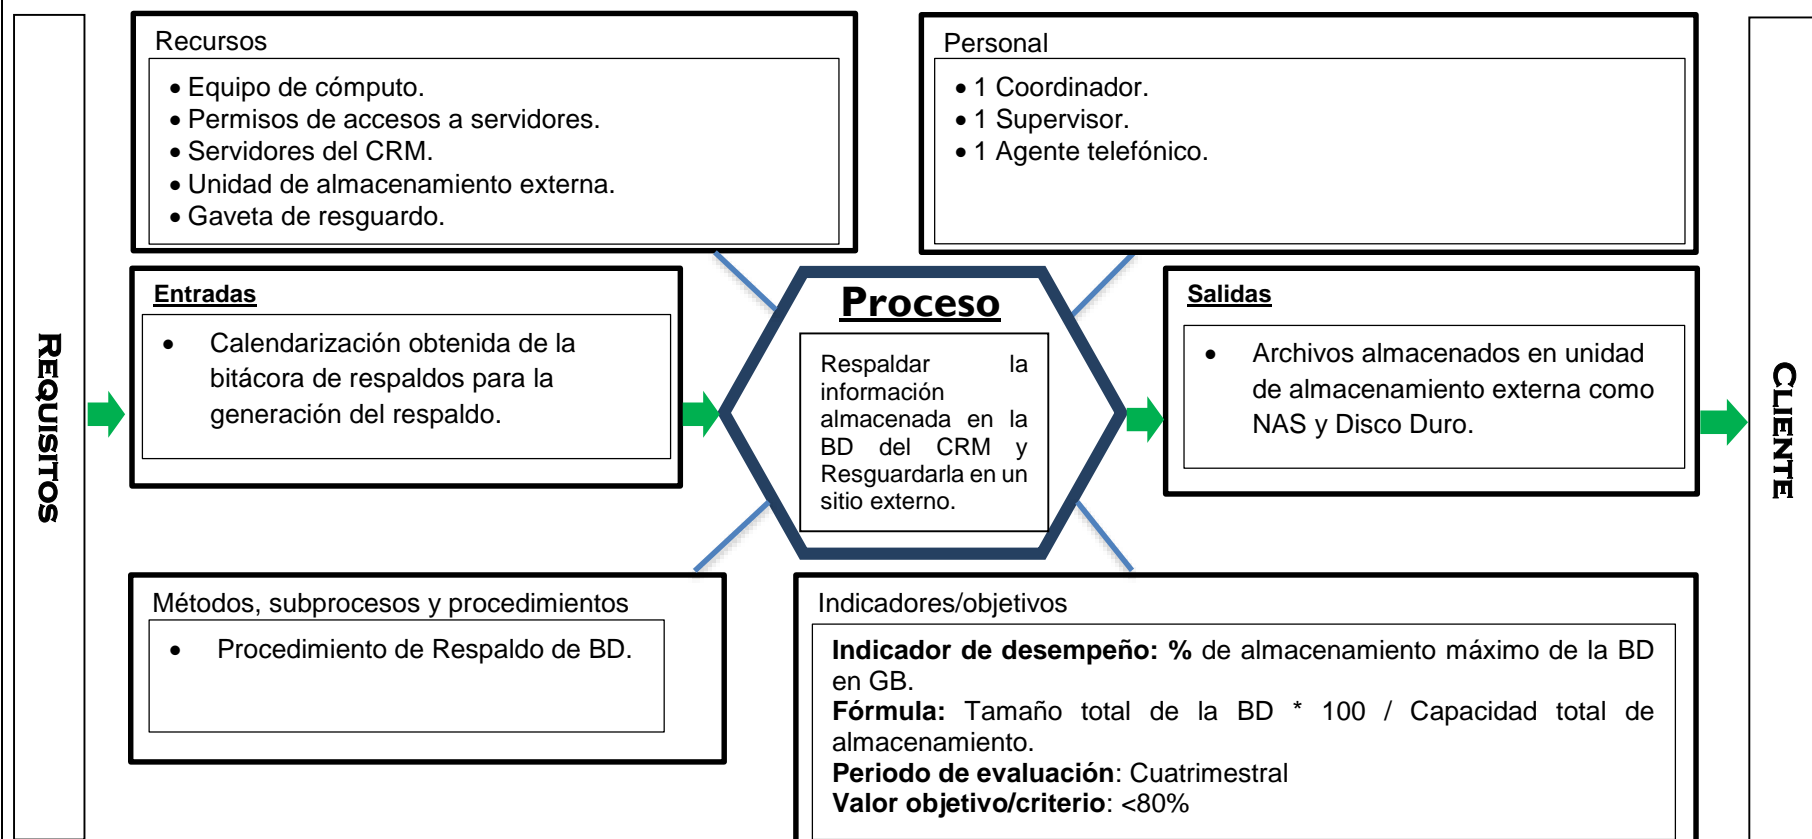 REQUISITOS
Recursos
• Equipo de cómputo.
• Permisos de accesos a servidores.
• Servidores del CRM.
• Unidad de almacenamiento externa.
• Gaveta de resguardo.
Personal
• 1 Coordinador.
• 1 Supervisor.
• 1 Agente telefónico.
Entradas
• Calendarización obtenida de la
bitácora de respaldos para la
generación del respaldo.
Proceso
Respaldar la
información
almacenada en la
BD del CRM y
Resguardarla en un
sitio externo.
Salidas
• Archivos almacenados en unidad
de almacenamiento externa como
NAS y Disco Duro.
CLIENTE
Métodos, subprocesos y procedimientos
• Procedimiento de Respaldo de BD.
Indicadores/objetivos
Indicador de desempeño: % de almacenamiento máximo de la BD
en GB.
Fórmula: Tamaño total de la BD * 100 / Capacidad total de
almacenamiento.
Periodo de evaluación: Cuatrimestral
Valor objetivo/criterio: <80%